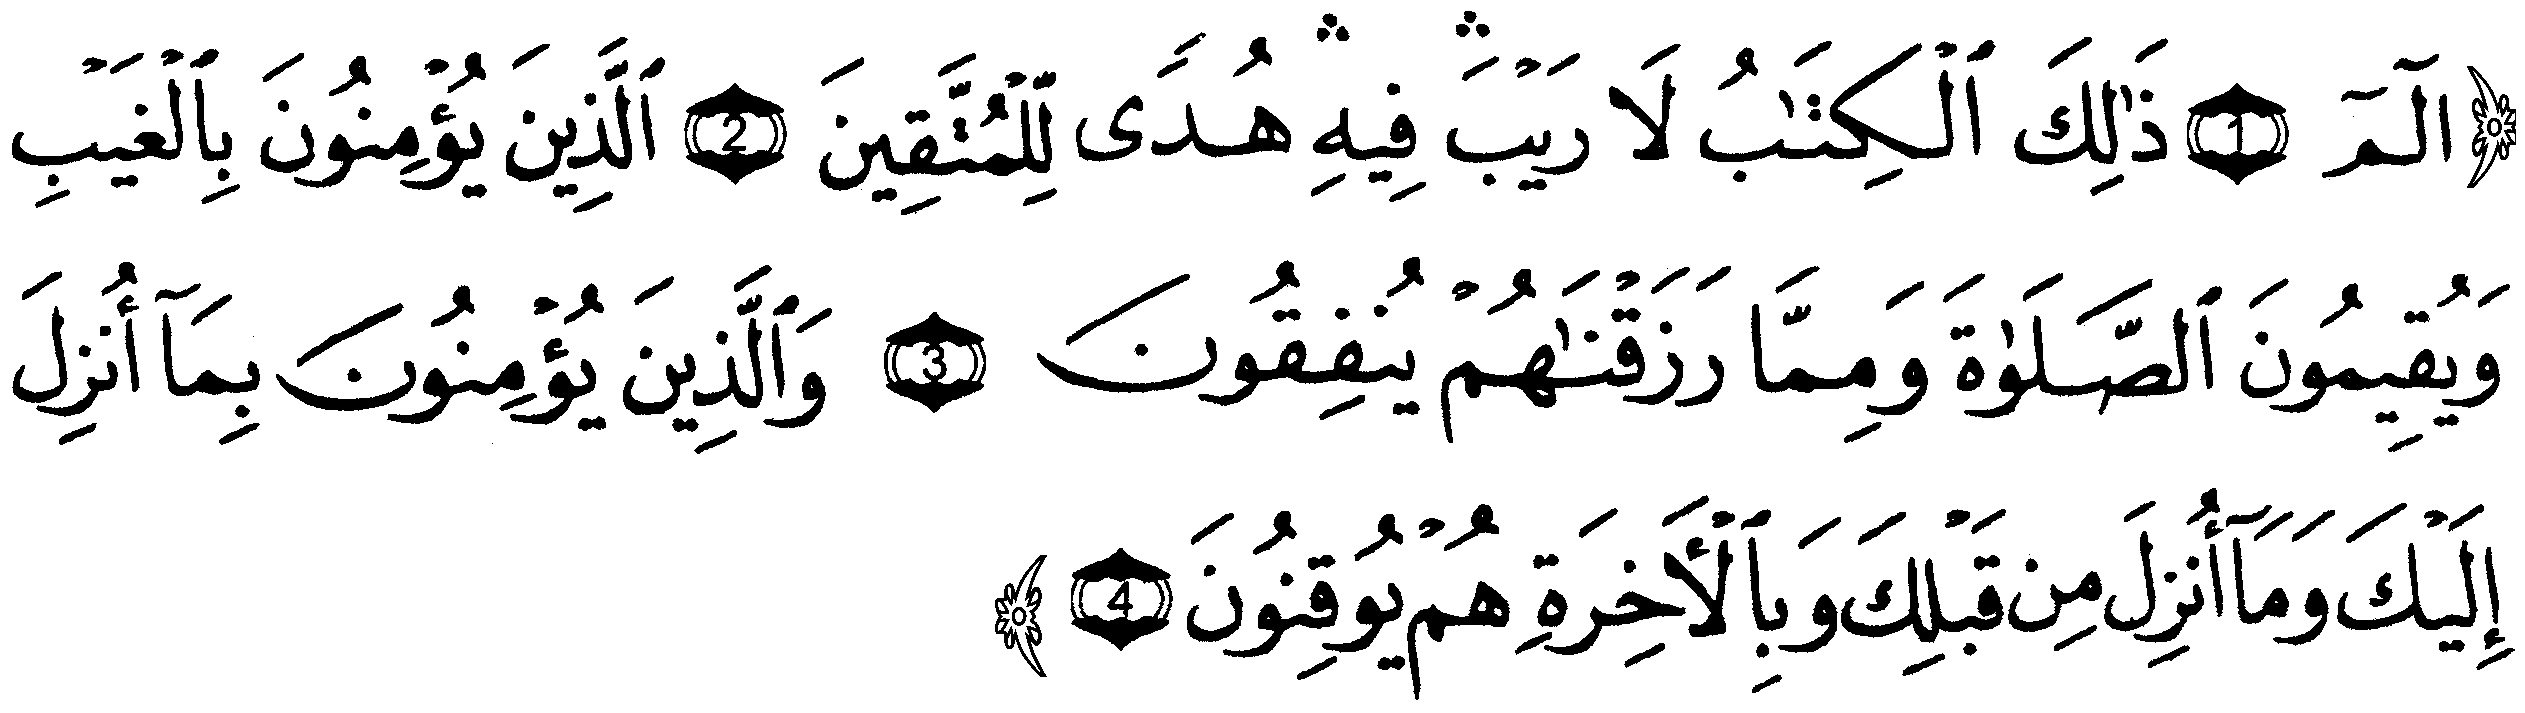 ﴿الٓمٓ ١ ذَٰلِكَ ٱلۡكِتَٰبُ لَا رَيۡبَۛ فِيهِۛ هُدٗى لِّلۡمُتَّقِينَ 2 ٱلَّذِينَ يُؤۡمِنُونَ بِٱلۡغَيۡبِ
وَيُقِيمُونَ ٱلصَّلَوٰةَ وَمِمَّا رَزَقۡنَٰهُمۡ يُنفِقُونَ 3 وَٱلَّذِينَ يُؤۡمِنُونَ بِمَآ أُنزِلَ
إِلَيۡكَ وَمَآ أُنزِلَ مِن قَبۡلِكَ وَبِٱلۡأٓخِرَةِ هُمۡ يُوقِنُونَ 4﴾